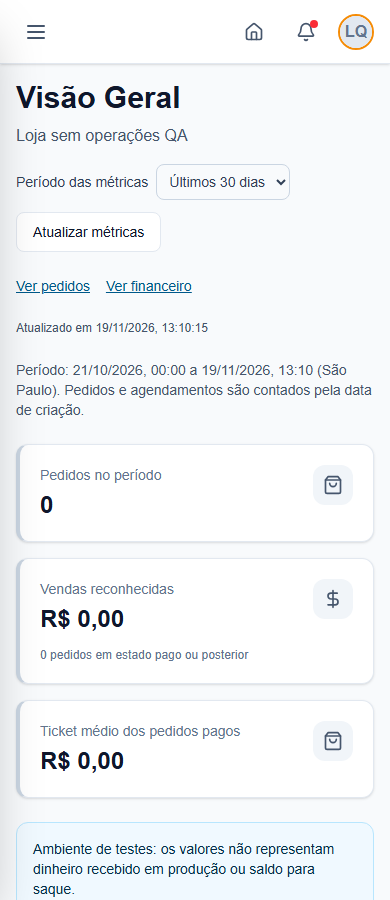 LQ
Visão Geral
Loja sem operações QA
Período das métricas Últimos 30 dias
Atualizar métricas
Ver pedidos Ver financeiro
Atualizado em 19/11/2026, 13:10:15
Período: 21/10/2026, 00:00 a 19/11/2026, 13:10 (São
Paulo). Pedidos e agendamentos são contados pela data
de criação.
Pedidos no período
0
Vendas reconhecidas
R$ 0,00
0 pedidos em estado pago ou posterior
Ticket médio dos pedidos pagos
R$ 0,00
Ambiente de testes: os valores não representam
dinheiro recebido em produção ou saldo para
saque.